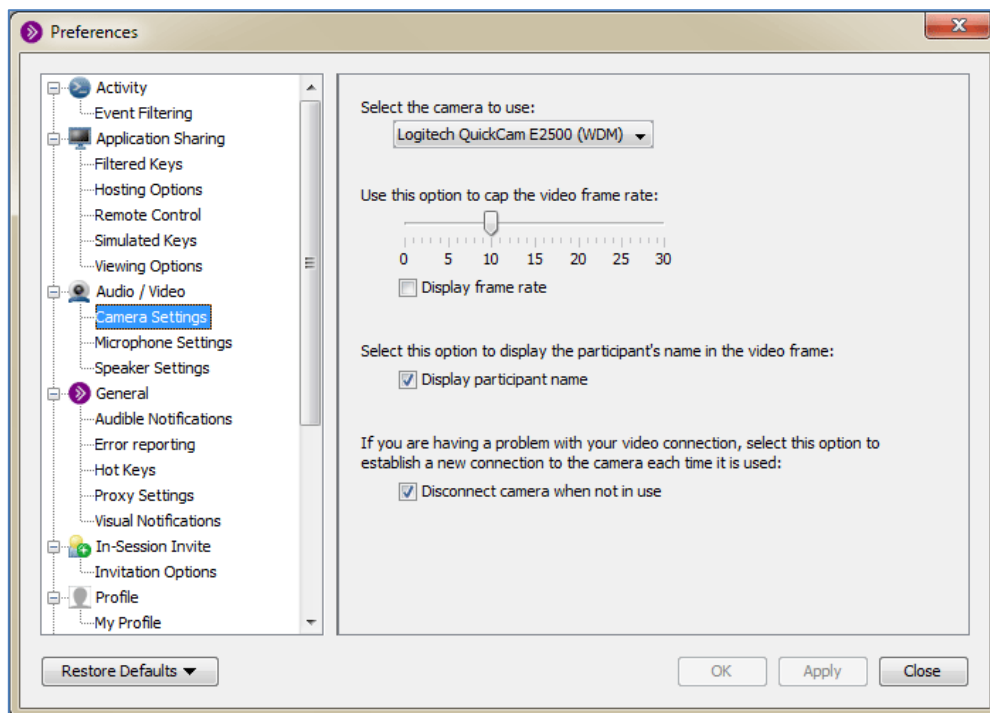 Preferences
Activity
Event Filtering
Application Sharing
Filtered Keys
Hosting Options
Remote Control
Simulated Keys
Viewing Options
Audio / Video
Camera Settings
Microphone Settings
Speaker Settings
General
Audible Notifications
Error reporting
Hot Keys
Proxy Settings
Visual Notifications
In-Session Invite
Invitation Options
Profile
My Profile
Select the camera to use:
Logitech QuickCam E2500 (WDM)
Use this option to cap the video frame rate:
0 5 10 15 20 25 30
Display frame rate
Select this option to display the participant's name in the video frame:
Display participant name
If you are having a problem with your video connection, select this option to
establish a new connection to the camera each time it is used:
Disconnect camera when not in use
Restore Defaults
OK
Apply
Close